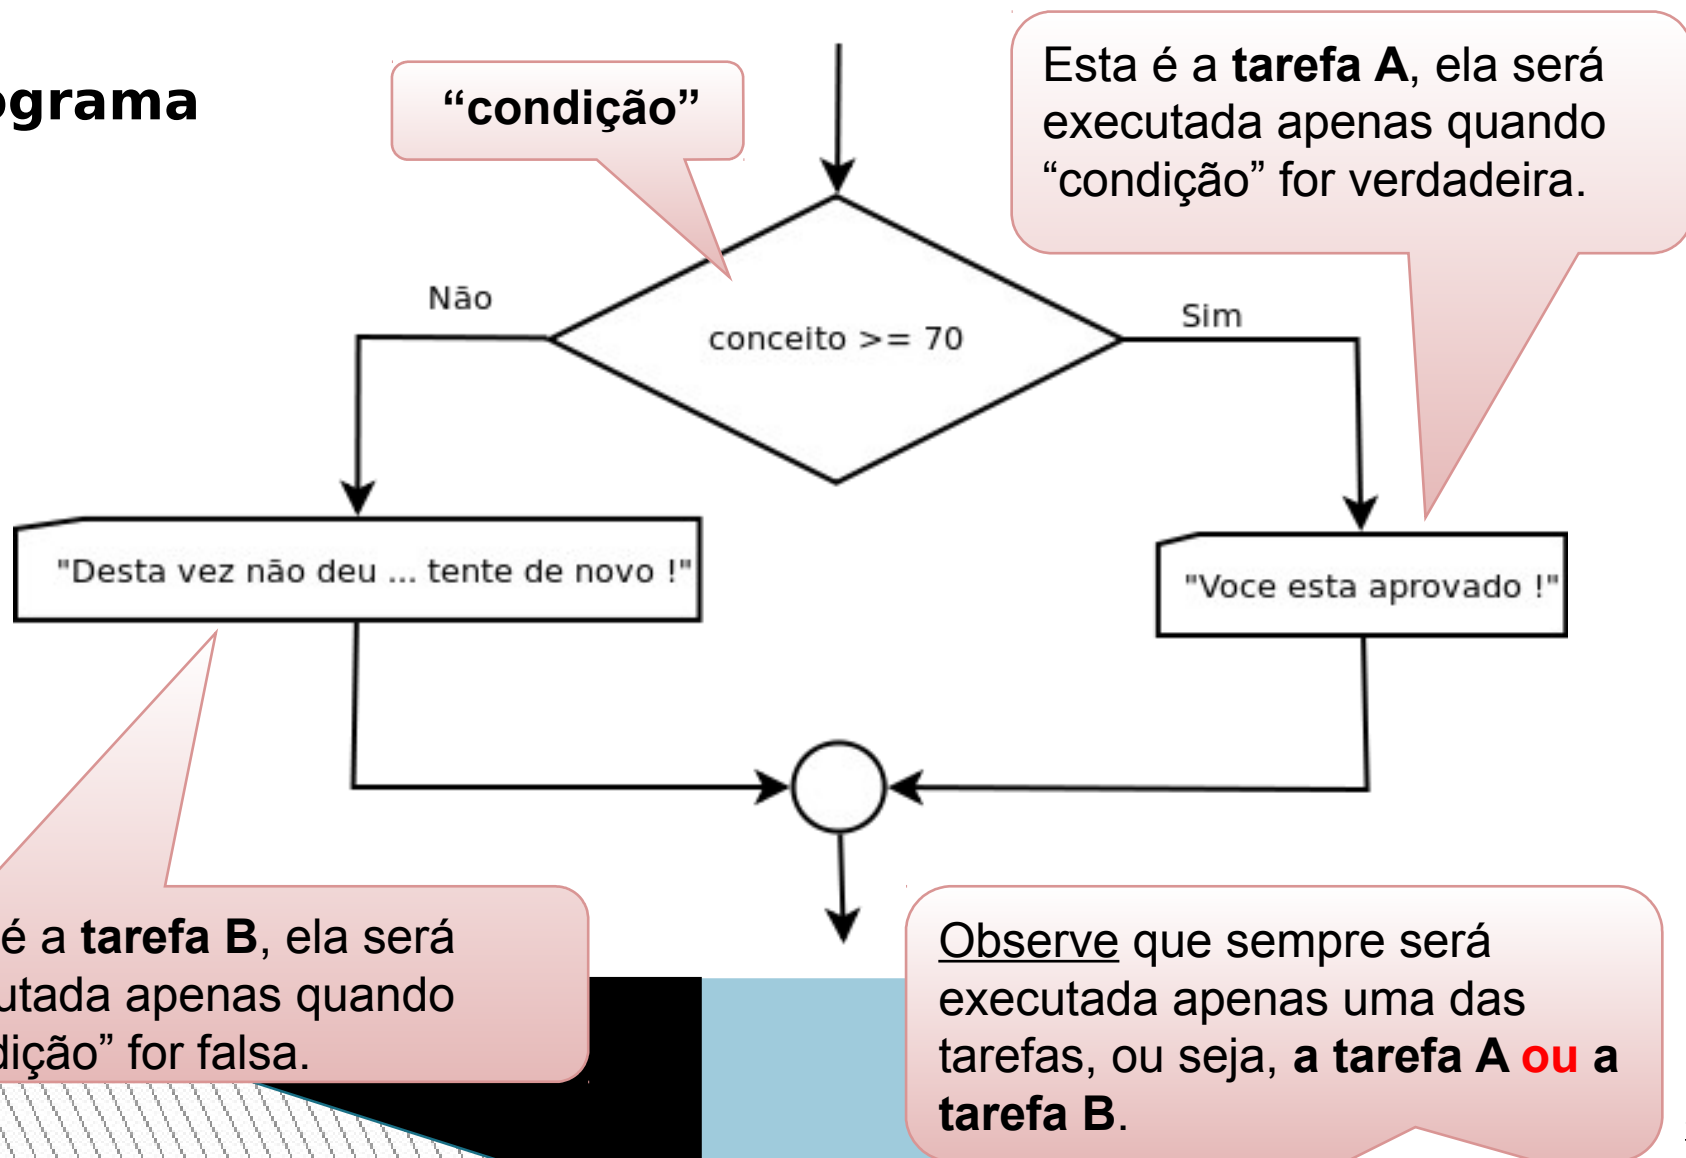 ograma
“condição”
Esta é a tarefa A, ela será
executada apenas quando
“condição” for verdadeira.
Não
Sim
conceito >= 70
"Desta vez não deu ... tente de novo !"
"Voce esta aprovado !"
é a tarefa B, ela será
utada apenas quando
dição” for falsa.
Observe que sempre será
executada apenas uma das
tarefas, ou seja, a tarefa A ou a
tarefa B.